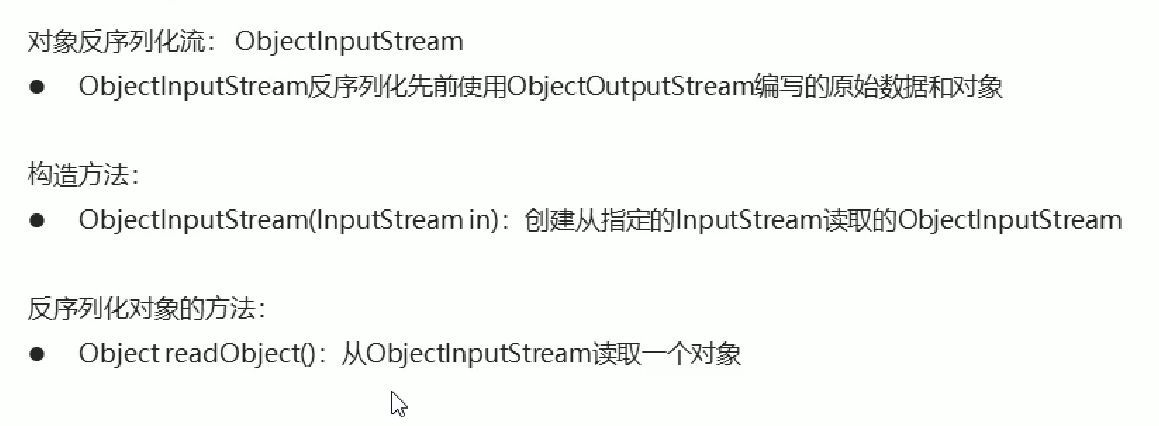 对象反序列化流： ObjectInputStream
● ObjectInputStream反序列化先前使用ObjectOutputStream编写的原始数据和对象
构造方法：
● ObjectInputStream(InputStream in)：创建从指定的InputStream读取的ObjectInputStream
反序列化对象的方法：
● Object readObject()：从ObjectInputStream读取一个对象